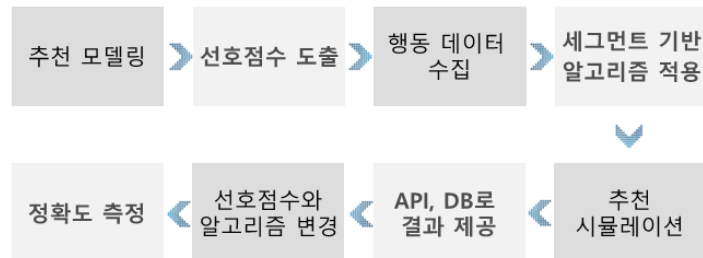 추천 모델링
선호점수 도출
행동 데이터
수집
세그먼트 기반
알고리즘 적용
추천
시뮬레이션
API, DB로
결과 제공
선호점수와
알고리즘 변경
정확도 측정